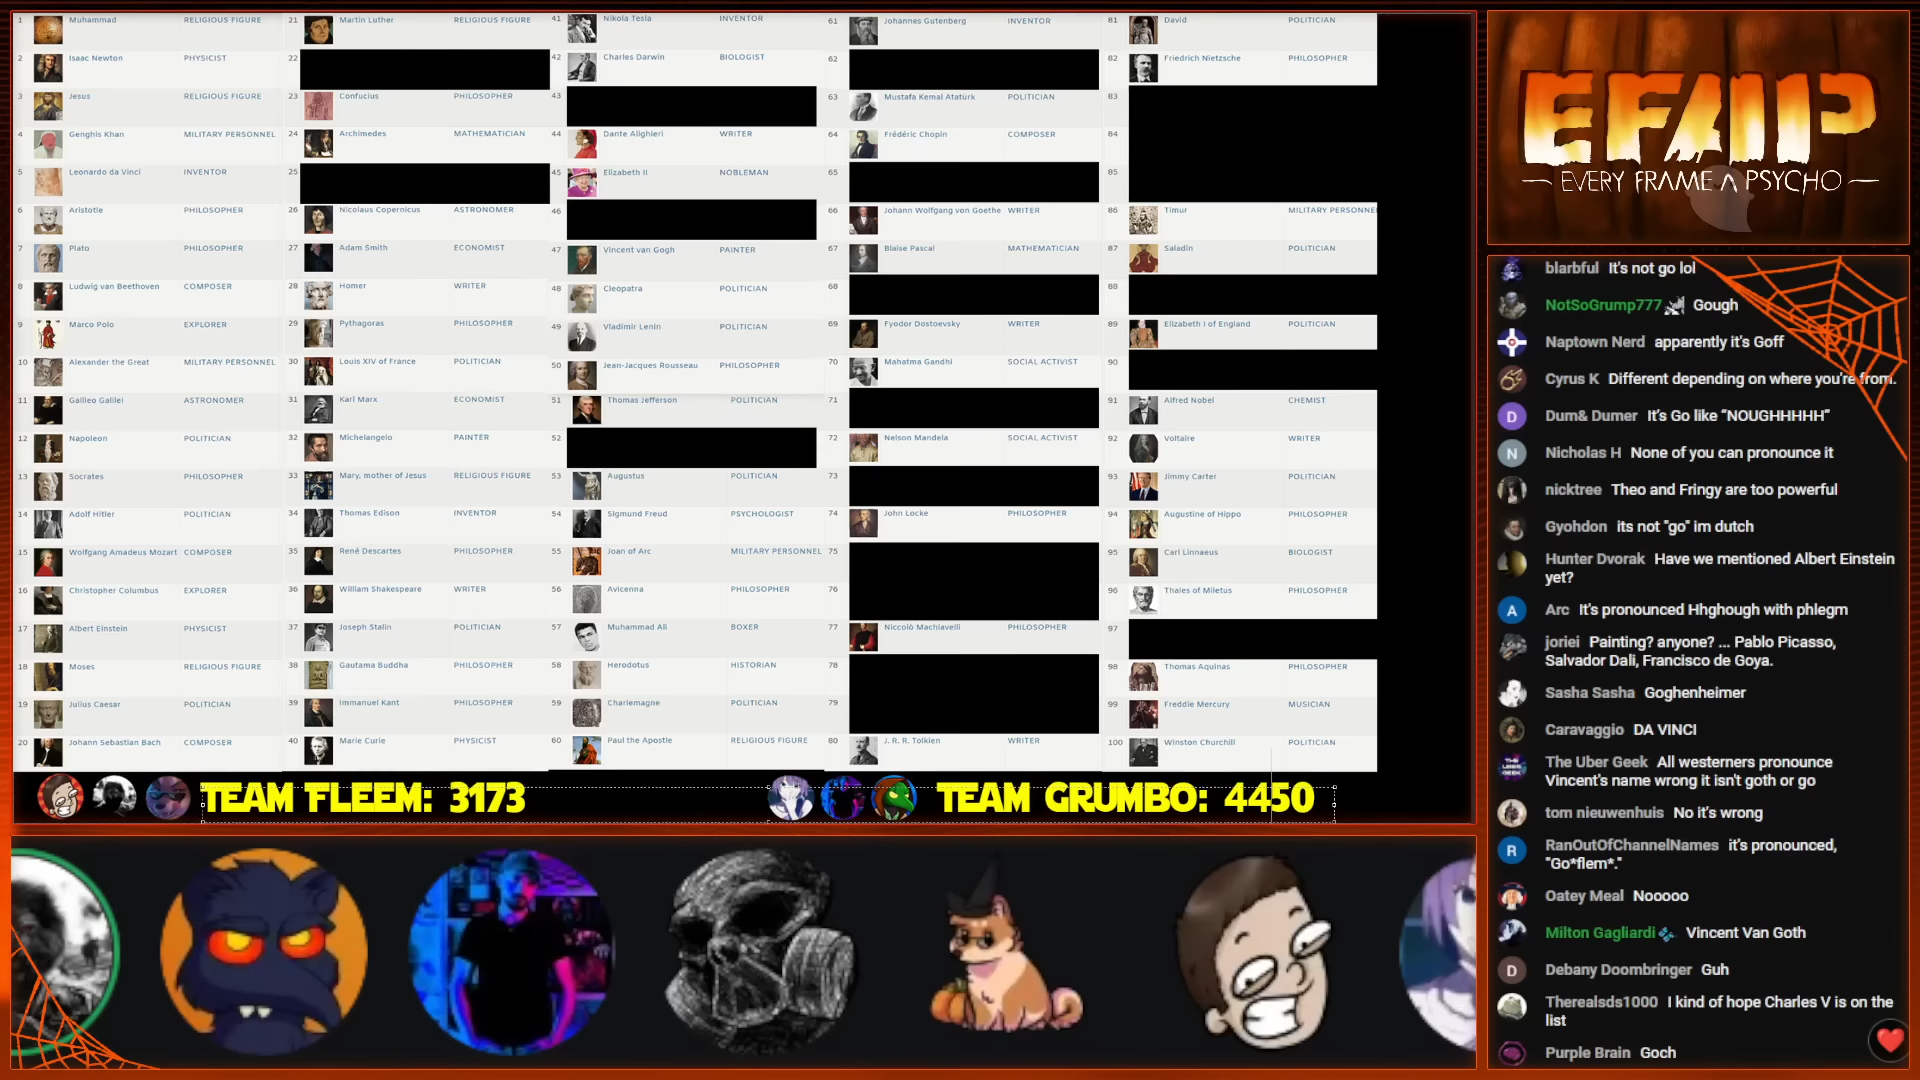 1 Muhammad RELIGIOUS FIGURE
2 Isaac Newton PHYSICIST
3 Jesus RELIGIOUS FIGURE
4 Genghis Khan MILITARY PERSONNEL
5 Leonardo da Vinci INVENTOR
6 Aristotle PHILOSOPHER
7 Plato PHILOSOPHER
8 Ludwig van Beethoven COMPOSER
9 Marco Polo EXPLORER
10 Alexander the Great MILITARY PERSONNEL
11 Galileo Galilei ASTRONOMER
12 Napoleon POLITICIAN
13 Socrates PHILOSOPHER
14 Adolf Hitler POLITICIAN
15 Wolfgang Amadeus Mozart COMPOSER
16 Christopher Columbus EXPLORER
17 Albert Einstein PHYSICIST
18 Moses RELIGIOUS FIGURE
19 Julius Caesar POLITICIAN
20 Johann Sebastian Bach COMPOSER
21 Martin Luther RELIGIOUS FIGURE
22
23 Confucius PHILOSOPHER
24 Archimedes MATHEMATICIAN
25
26 Nicolaus Copernicus ASTRONOMER
27 Adam Smith ECONOMIST
28 Homer WRITER
29 Pythagoras PHILOSOPHER
30 Louis XIV of France POLITICIAN
31 Karl Marx ECONOMIST
32 Michelangelo PAINTER
33 Mary, mother of Jesus RELIGIOUS FIGURE
34 Thomas Edison INVENTOR
35 René Descartes PHILOSOPHER
36 William Shakespeare WRITER
37 Joseph Stalin POLITICIAN
38 Gautama Buddha PHILOSOPHER
39 Immanuel Kant PHILOSOPHER
40 Marie Curie PHYSICIST
41 Nikola Tesla INVENTOR
42 Charles Darwin BIOLOGIST
43
44 Dante Alighieri WRITER
45 Elizabeth II NOBLEMAN
46
47 Vincent van Gogh PAINTER
48 Cleopatra POLITICIAN
49 Vladimir Lenin POLITICIAN
50 Jean-Jacques Rousseau PHILOSOPHER
51 Thomas Jefferson POLITICIAN
52
53 Augustus POLITICIAN
54 Sigmund Freud PSYCHOLOGIST
55 Joan of Arc MILITARY PERSONNEL
56 Avicenna PHILOSOPHER
57 Muhammad Ali BOXER
58 Herodotus HISTORIAN
59 Charlemagne POLITICIAN
60 Paul the Apostle RELIGIOUS FIGURE
61 Johannes Gutenberg INVENTOR
62
63 Mustafa Kemal Atatürk POLITICIAN
64 Frédéric Chopin COMPOSER
65
66 Johann Wolfgang von Goethe WRITER
67 Blaise Pascal MATHEMATICIAN
68
69 Fyodor Dostoevsky WRITER
70 Mahatma Gandhi SOCIAL ACTIVIST
71
72 Nelson Mandela SOCIAL ACTIVIST
73
74 John Locke PHILOSOPHER
75
76
77 Niccolò Machiavelli PHILOSOPHER
78
79
80 J. R. R. Tolkien WRITER
81 David POLITICIAN
82 Friedrich Nietzsche PHILOSOPHER
83
84
85
86 Timur MILITARY PERSONNE
87 Saladin POLITICIAN
88
89 Elizabeth I of England POLITICIAN
90
91 Alfred Nobel CHEMIST
92 Voltaire WRITER
93 Jimmy Carter POLITICIAN
94 Augustine of Hippo PHILOSOPHER
95 Carl Linnaeus BIOLOGIST
96 Thales of Miletus PHILOSOPHER
97
98 Thomas Aquinas PHILOSOPHER
99 Freddie Mercury MUSICIAN
100 Winston Churchill POLITICIAN
TEAM FLEEM: 3173
TEAM GRUMBO: 4450
EFAP
EVERY FRAME A PSYCHO
blarbful It's not go lol
NotSoGrump777 Gough
Naptown Nerd apparently it's Goff
Cyrus K Different depending on where you're from.
D Dum& Dumer It's Go like "NOUGHHHHH"
N Nicholas H None of you can pronounce it
nicktree Theo and Fringy are too powerful
Gyohdon its not "go" im dutch
Hunter Dvorak Have we mentioned Albert Einstein
yet?
A Arc It's pronounced Hhghough with phlegm
joriei Painting? anyone? ... Pablo Picasso,
Salvador Dali, Francisco de Goya.
Sasha Sasha Goghenheimer
Caravaggio DA VINCI
THE UBER GEEK The Uber Geek All westerners pronounce
Vincent's name wrong it isn't goth or go
tom nieuwenhuis No it's wrong
R RanOutOfChannelNames it's pronounced,
"Go*flem*."
Oatey Meal Nooooo
Milton Gagliardi Vincent Van Goth
D Debany Doombringer Guh
Therealsds1000 I kind of hope Charles V is on the
list
Purple Brain Goch